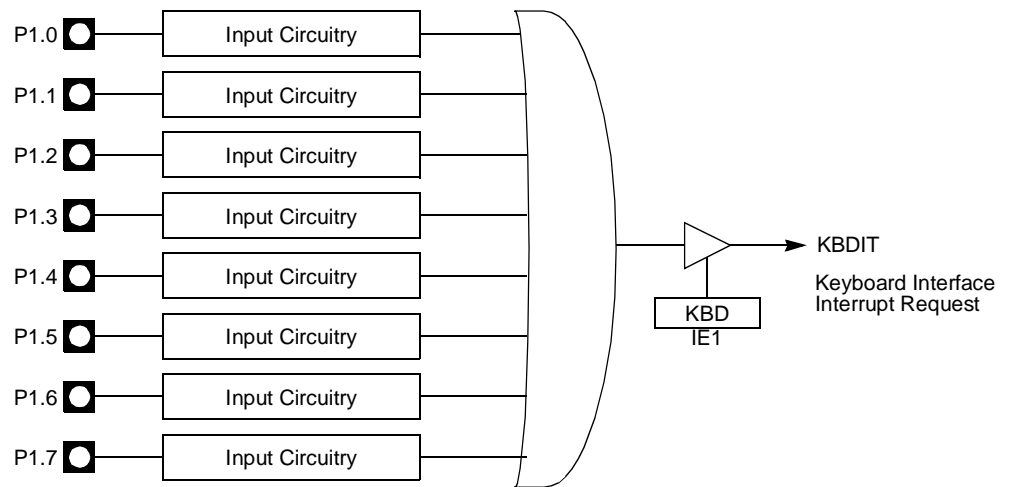 P1.0 Input Circuitry
P1.1 Input Circuitry
P1.2 Input Circuitry
P1.3 Input Circuitry
P1.4 Input Circuitry
P1.5 Input Circuitry
P1.6 Input Circuitry
P1.7 Input Circuitry
KBDIT
Keyboard Interface
Interrupt Request
KBD
IE1